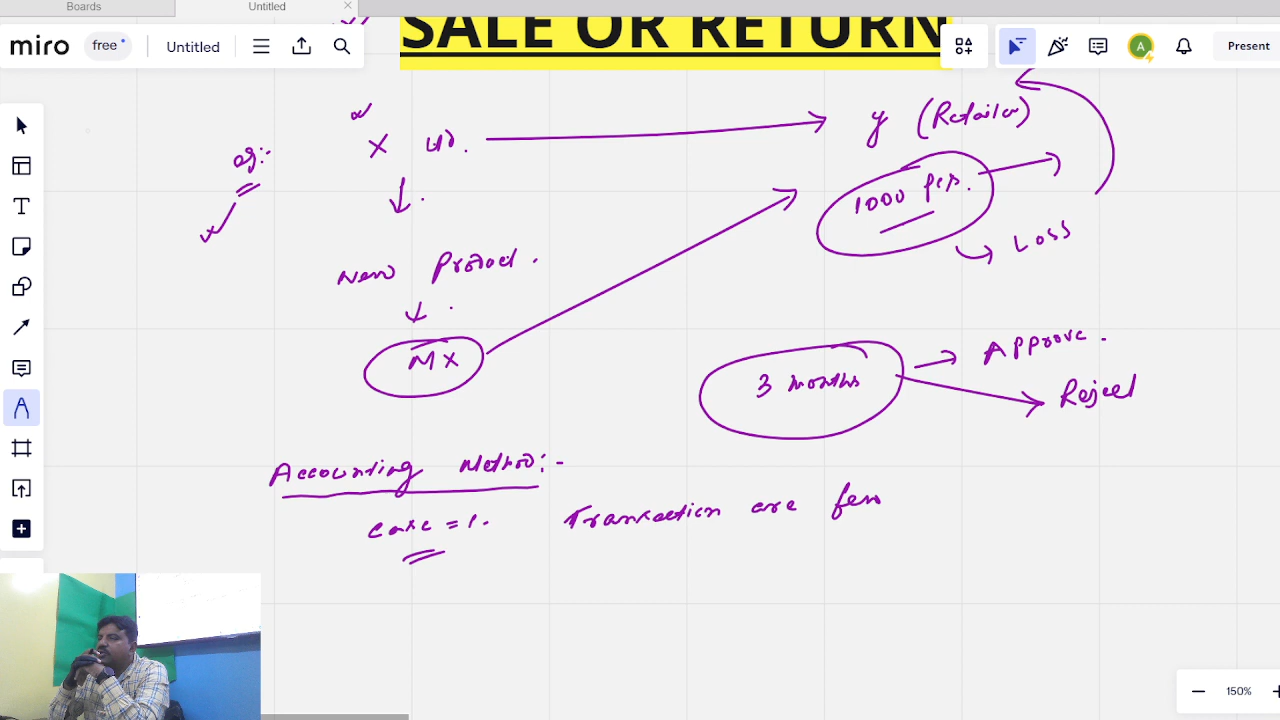 Boards
Untitled
miro
free
Untitled
Present
SALE OR RETURN
eg:-
X
y (Retailer)
1000 pcs.
Loss
New Product.
MX
3 months
Approve.
Reject
Accounting Method:-
case = 1.
Transaction are few
150%